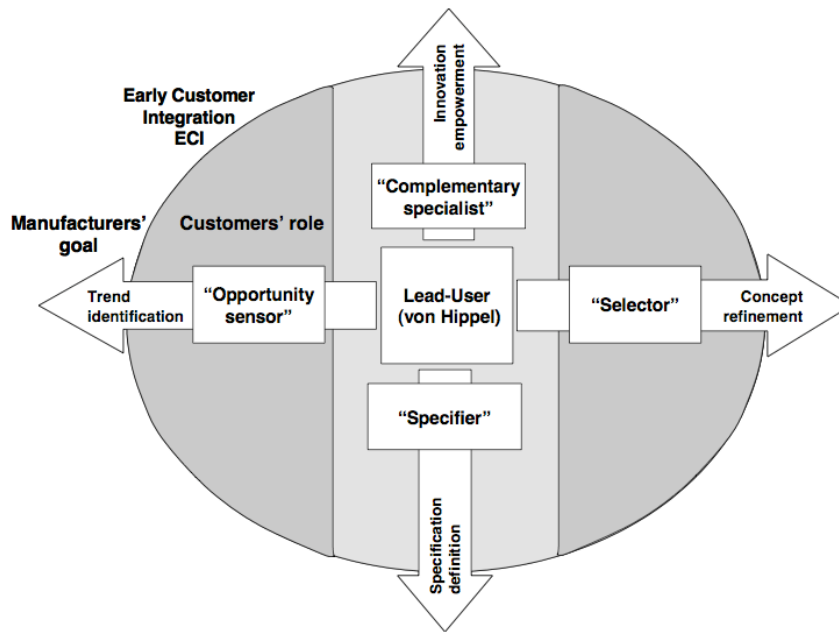 Innovation
empowerment
Early Customer
Integration
ECI
“Complementary
specialist”
Manufacturers’
goal
Customers’ role
Trend
identification
“Opportunity
sensor”
Lead-User
(von Hippel)
“Selector”
Concept
refinement
“Specifier”
Specification
definition